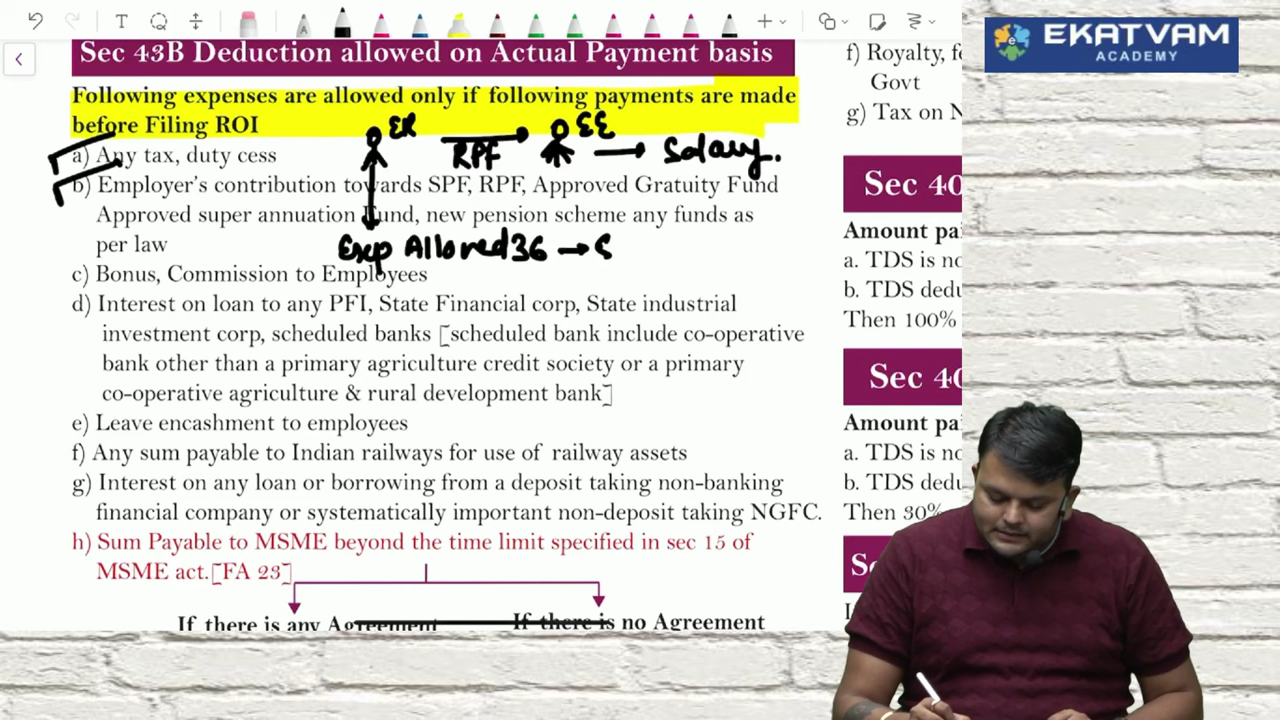 EKATVAM
ACADEMY
Sec 43B Deduction allowed on Actual Payment basis
Following expenses are allowed only if following payments are made
before Filing ROI
a) Any tax, duty cess
b) Employer's contribution towards SPF, RPF, Approved Gratuity Fund
Approved super annuation Fund, new pension scheme any funds as
per law
c) Bonus, Commission to Employees
d) Interest on loan to any PFI, State Financial corp, State industrial
investment corp, scheduled banks [scheduled bank include co-operative
bank other than a primary agriculture credit society or a primary
co-operative agriculture & rural development bank]
e) Leave encashment to employees
f) Any sum payable to Indian railways for use of railway assets
g) Interest on any loan or borrowing from a deposit taking non-banking
financial company or systematically important non-deposit taking NGFC.
h) Sum Payable to MSME beyond the time limit specified in sec 15 of
MSME act.[FA 23]
If there is any Agreement
If there is no Agreement
ER
RPF
EE
Salary.
Exp Allowed 36
f) Royalty,
Govt
g) Tax on
Sec 40
Amount
a. TDS is
b. TDS
Then 100%
Sec 40
Amount
a. TDS is
b. TDS
Then 30%